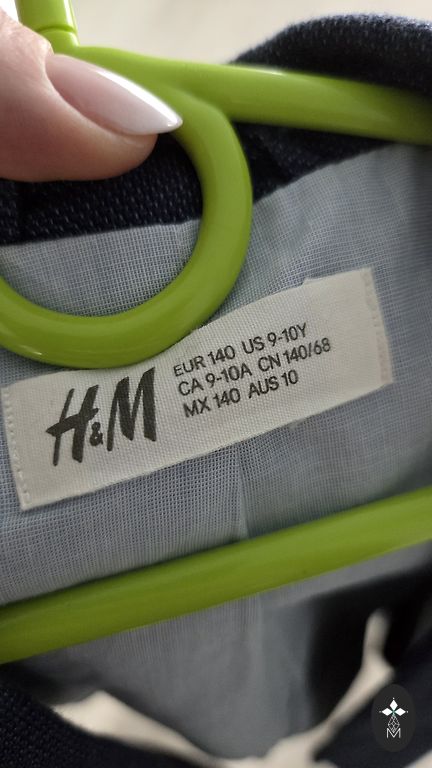 H&M
EUR 140 US 9-10Y
CA 9-10A CN 140/68
MX 140 AUS 10
M